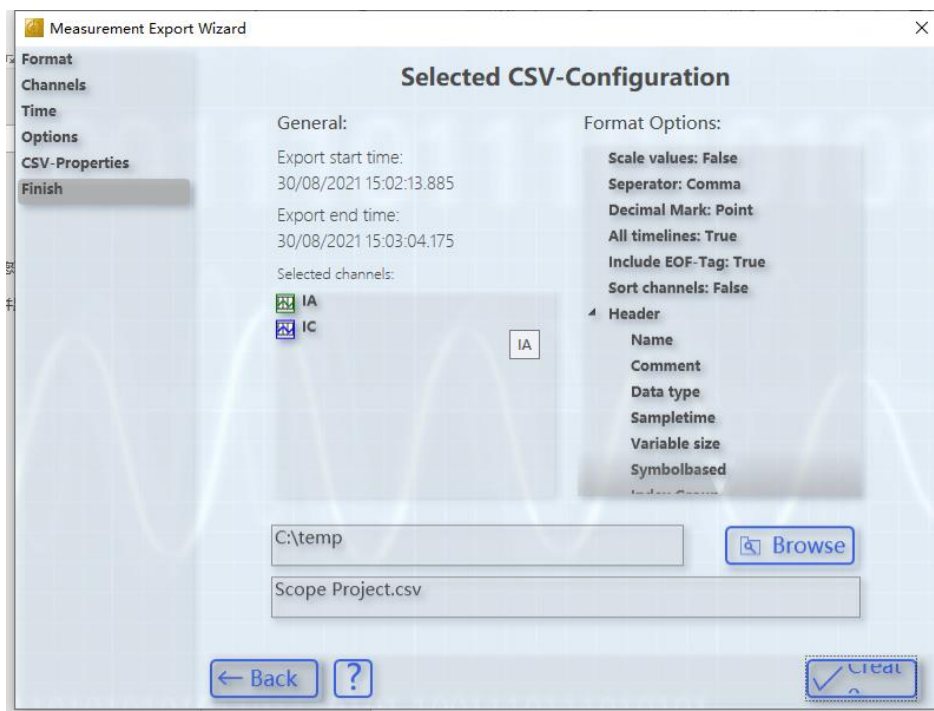 Measurement Export Wizard
Format
Channels
Time
Options
CSV-Properties
Finish
Selected CSV-Configuration
General:
Export start time:
30/08/2021 15:02:13.885
Export end time:
30/08/2021 15:03:04.175
Selected channels:
IA
IC
IA
Format Options:
Scale values: False
Seperator: Comma
Decimal Mark: Point
All timelines: True
Include EOF-Tag: True
Sort channels: False
Header
Name
Comment
Data type
Sampletime
Variable size
Symbolbased
C:\temp
Browse
Scope Project.csv
Back
?
Creat